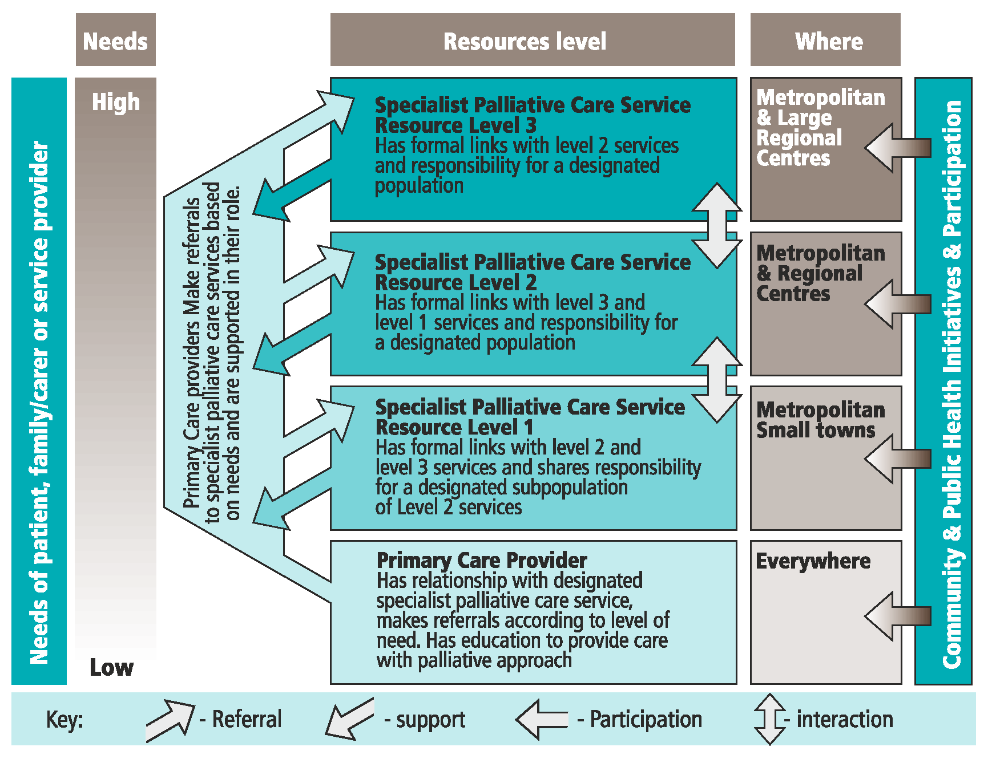 Needs
Resources level
Where
Needs of patient, family/carer or service provider
High
Low
Primary Care providers Make referrals
to specialist palliative care services based
on needs and are supported in their role.
Specialist Palliative Care Service
Resource Level 3
Has formal links with level 2 services
and responsibility for a designated
population
Metropolitan
& Large
Regional
Centres
Specialist Palliative Care Service
Resource Level 2
Has formal links with level 3 and
level 1 services and responsibility for
a designated population
Metropolitan
& Regional
Centres
Specialist Palliative Care Service
Resource Level 1
Has formal links with level 2 and
level 3 services and shares responsibility
for a designated subpopulation
of Level 2 services
Metropolitan
Small towns
Primary Care Provider
Has relationship with designated
specialist palliative care service,
makes referrals according to level of
need. Has education to provide care
with palliative approach
Everywhere
Community & Public Health Initiatives & Participation
Key: - Referral - support - Participation - interaction